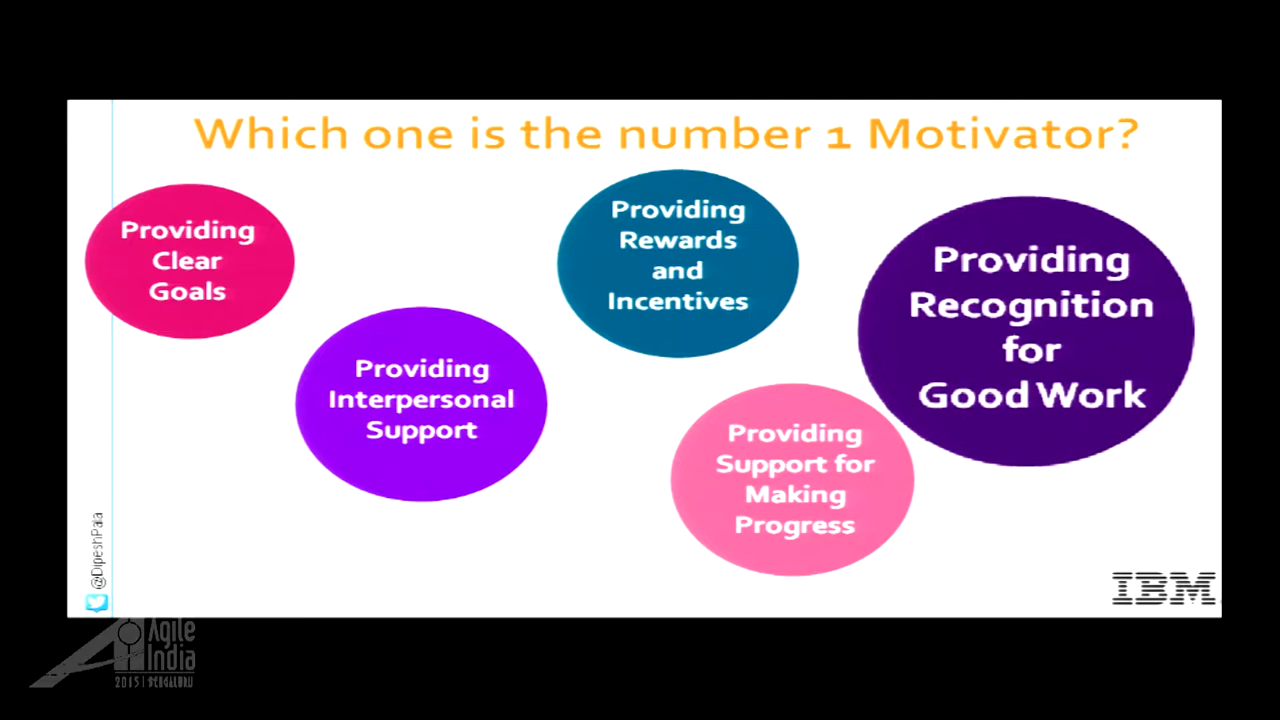 Which one is the number 1 Motivator?
Providing
Clear
Goals
Providing
Interpersonal
Support
Providing
Rewards
and
Incentives
Providing
Support for
Making
Progress
Providing
Recognition
for
Good Work
@DipeshPala
IBM
Agile
India
2015 | BENGALURU